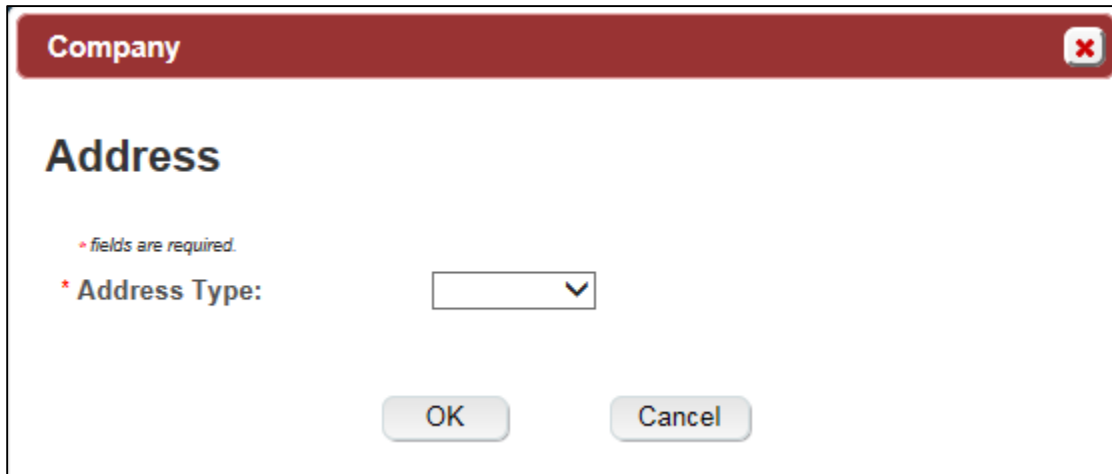 Company
Address
* fields are required.
* Address Type:
OK
Cancel